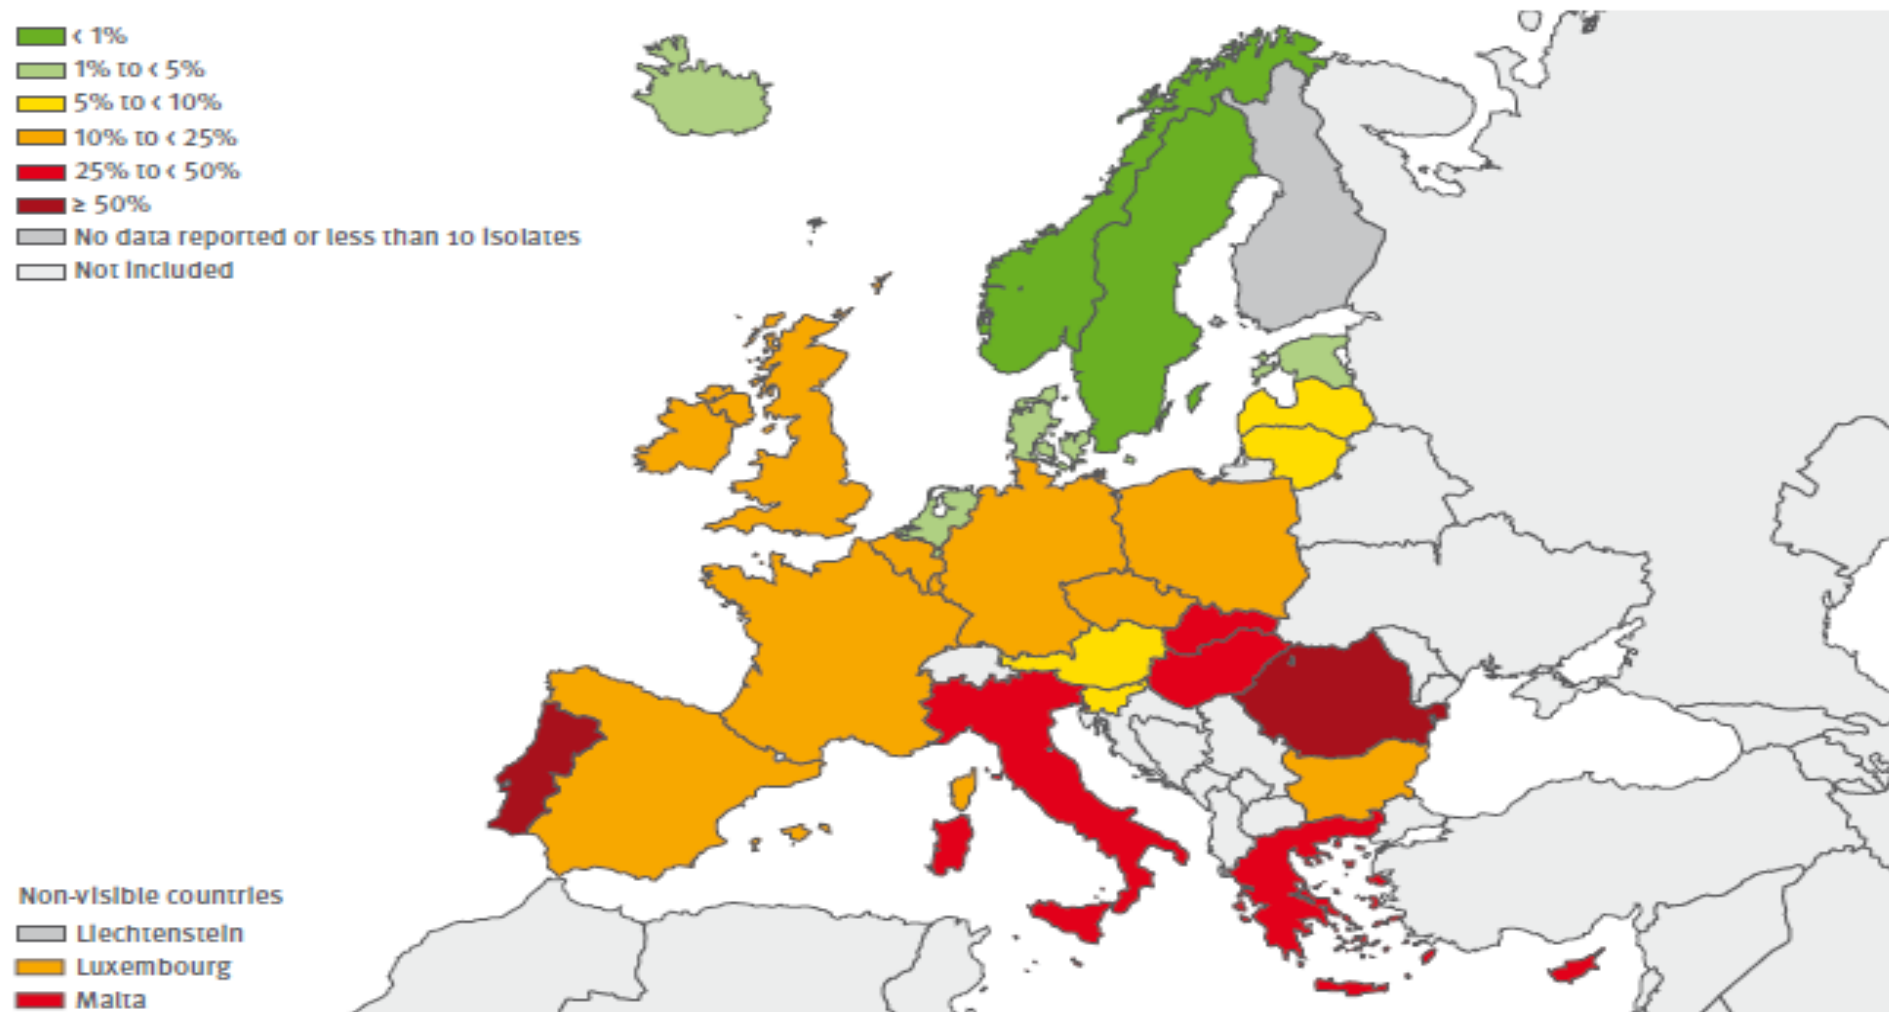 < 1%
1% to < 5%
5% to < 10%
10% to < 25%
25% to < 50%
≥ 50%
No data reported or less than 10 isolates
Not included
Non-visible countries
Liechtenstein
Luxembourg
Malta